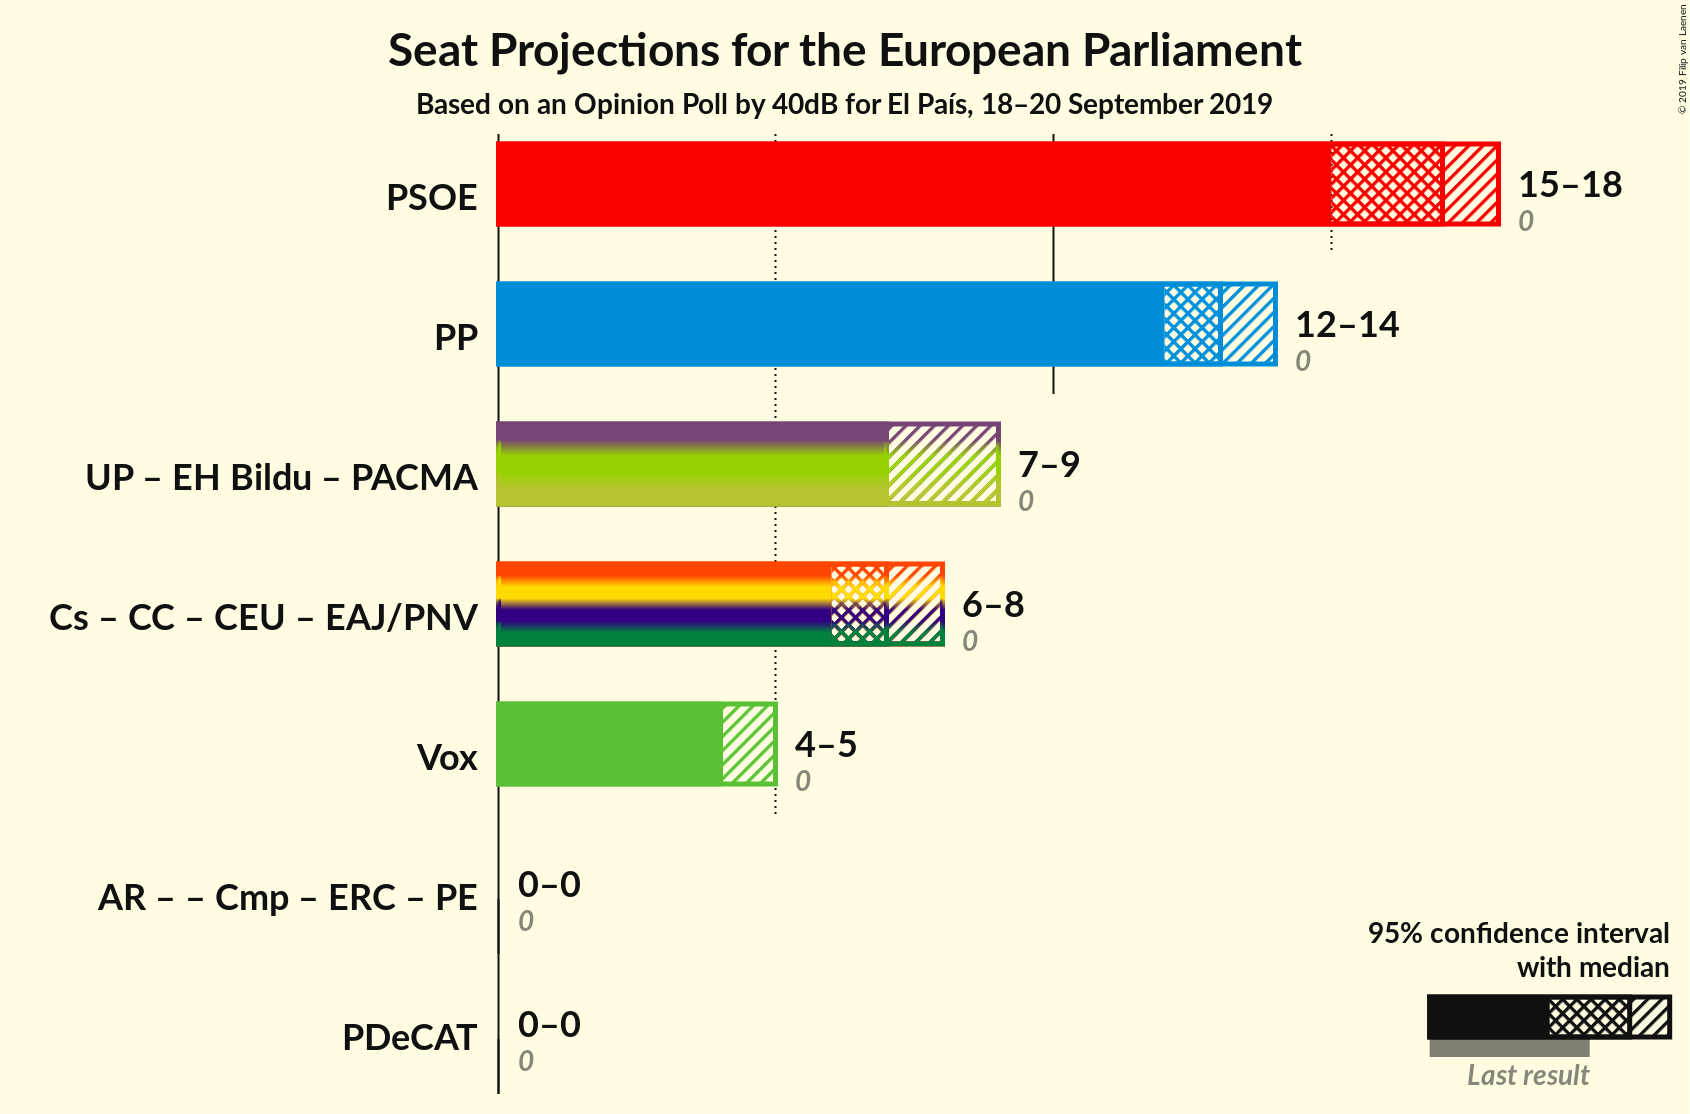 Seat Projections for the European Parliament
Based on an Opinion Poll by 40dB for El País, 18–20 September 2019
© 2019 Filip van Laenen
PSOE
15–18
0
PP
12–14
0
UP – EH Bildu – PACMA
7–9
0
Cs – CC – CEU – EAJ/PNV
6–8
0
Vox
4–5
0
AR – – Cmp – ERC – PE
0–0
0
PDeCAT
0–0
0
95% confidence interval
with median
Last result